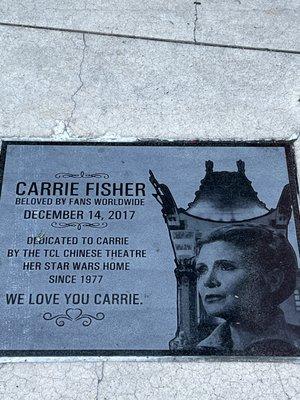 CARRIE FISHER
BELOVED BY FANS WORLDWIDE
DECEMBER 14, 2017
DEDICATED TO CARRIE
BY THE TCL CHINESE THEATRE
HER STAR WARS HOME
SINCE 1977
WE LOVE YOU CARRIE.